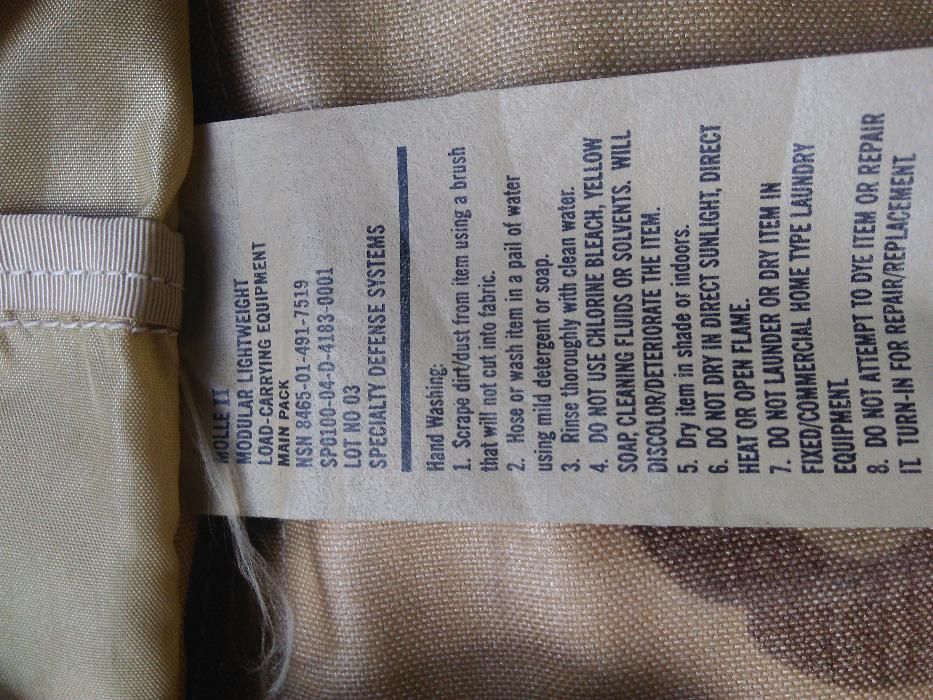 MOLLE II
MODULAR LIGHTWEIGHT
LOAD-CARRYING EQUIPMENT
MAIN PACK
NSN 8465-01-491-7519
SPO100-04-D-4183-0001
LOT NO 03
SPECIALTY DEFENSE SYSTEMS
Hand Washing:
1. Scrape dirt/dust from item using a brush
that will not cut into fabric.
2. Hose or wash item in a pail of water
using mild detergent or soap.
3. Rinse thoroughly with clean water.
4. DO NOT USE CHLORINE BLEACH, YELLOW
SOAP, CLEANING FLUIDS OR SOLVENTS. WILL
DISCOLOR/DETERIORATE THE ITEM.
5. Dry item in shade or indoors.
6. DO NOT DRY IN DIRECT SUNLIGHT, DIRECT
HEAT OR OPEN FLAME.
7. DO NOT LAUNDER OR DRY ITEM IN
FIXED/COMMERCIAL HOME TYPE LAUNDRY
EQUIPMENT
8. DO NOT ATTEMPT TO DYE ITEM OR REPAIR
IT. TURN-IN FOR REPAIR/REPLACEMENT